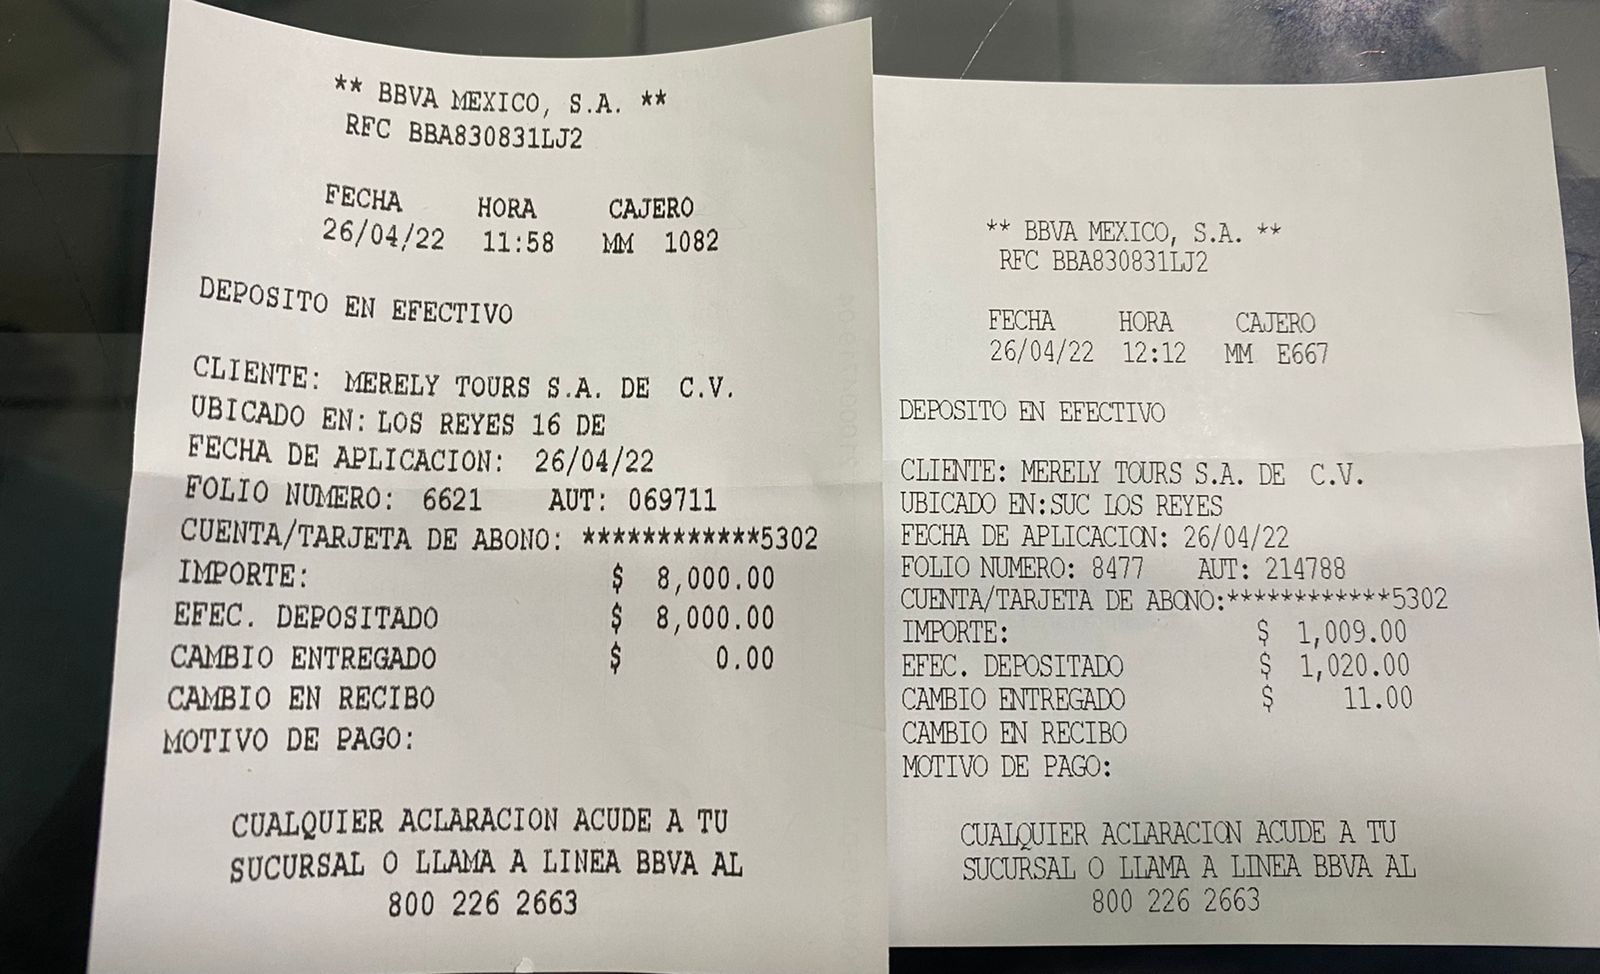 ** BBVA MEXICO, S.A. **
RFC BBA830831LJ2
FECHA HORA CAJERO
26/04/22 11:58 MM 1082
DEPOSITO EN EFECTIVO
CLIENTE: MERELY TOURS S.A. DE C.V.
UBICADO EN: LOS REYES 16 DE
FECHA DE APLICACION: 26/04/22
FOLIO NUMERO: 6621 AUT: 069711
CUENTA/TARJETA DE ABONO: ************5302
IMPORTE: $ 8,000.00
EFEC. DEPOSITADO $ 8,000.00
CAMBIO ENTREGADO $ 0.00
CAMBIO EN RECIBO
MOTIVO DE PAGO:
CUALQUIER ACLARACION ACUDE A TU
SUCURSAL O LLAMA A LINEA BBVA AL
800 226 2663
** BBVA MEXICO, S.A. **
RFC BBA830831LJ2
FECHA HORA CAJERO
26/04/22 12:12 MM E667
DEPOSITO EN EFECTIVO
CLIENTE: MERELY TOURS S.A. DE C.V.
UBICADO EN:SUC LOS REYES
FECHA DE APLICACION: 26/04/22
FOLIO NUMERO: 8477 AUT: 214788
CUENTA/TARJETA DE ABONO:************5302
IMPORTE: $ 1,009.00
EFEC. DEPOSITADO $ 1,020.00
CAMBIO ENTREGADO $ 11.00
CAMBIO EN RECIBO
MOTIVO DE PAGO:
CUALQUIER ACLARACION ACUDE A TU
SUCURSAL O LLAMA A LINEA BBVA AL
800 226 2663